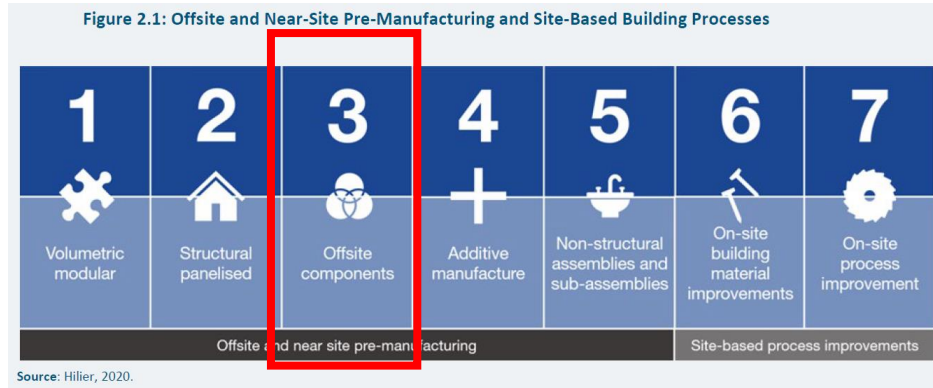 Figure 2.1: Offsite and Near-Site Pre-Manufacturing and Site-Based Building Processes
1 2 3 4 5 6 7
Volumetric
modular
Structural
panelised
Offsite
components
Additive
manufacture
Non-structural
assemblies and
sub-assemblies
On-site
building
material
improvements
On-site
process
improvement
Offsite and near site pre-manufacturing
Site-based process improvements
Source: Hilier, 2020.